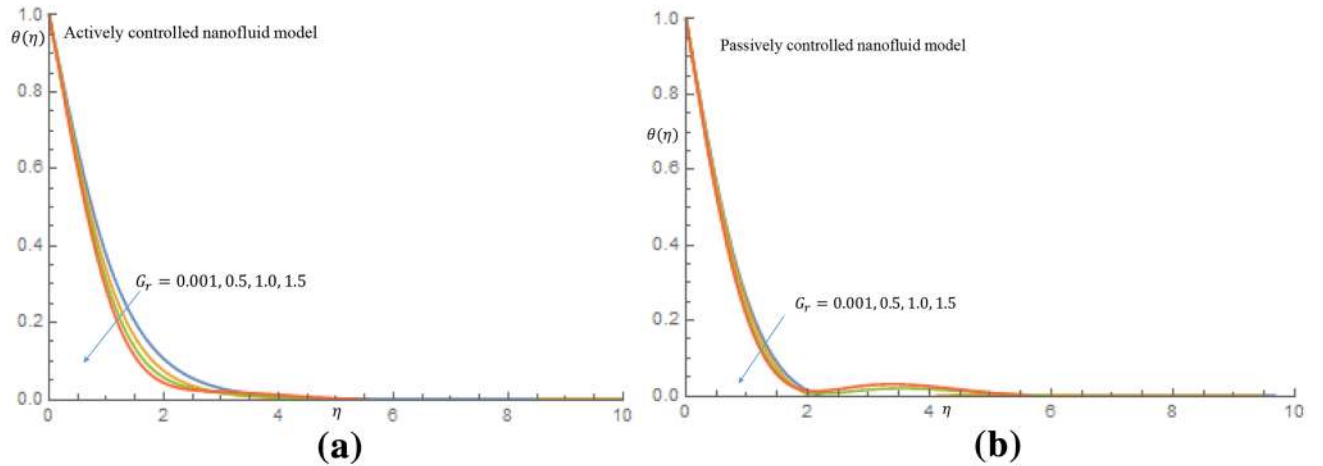 1.0
θ(η)
Actively controlled nanofluid model
0.8
0.6
0.4
G_r = 0.001, 0.5, 1.0, 1.5
0.2
0.0
0
2
4
η
6
8
10
(a)
1.0
Passively controlled nanofluid model
0.8
θ(η)
0.6
0.4
G_r = 0.001, 0.5, 1.0, 1.5
0.2
0.0
0
2
4
η
6
8
10
(b)